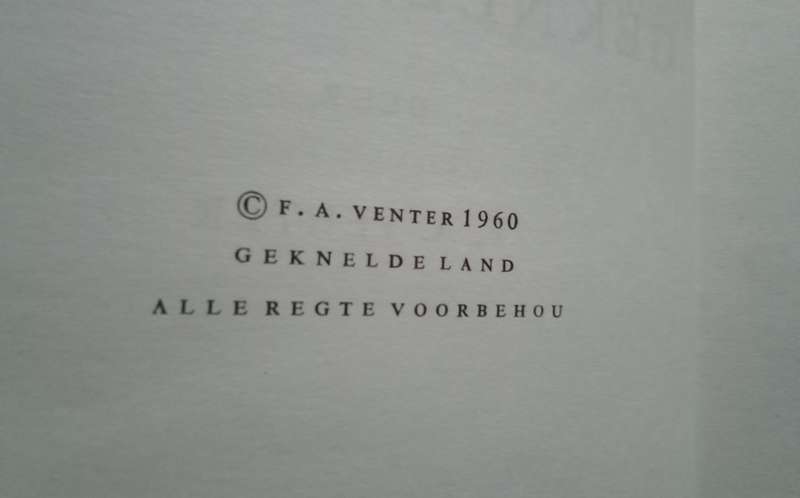 © F. A. VENTER 1960
GEKNELDE LAND
ALLE REGTE VOORBEHOU